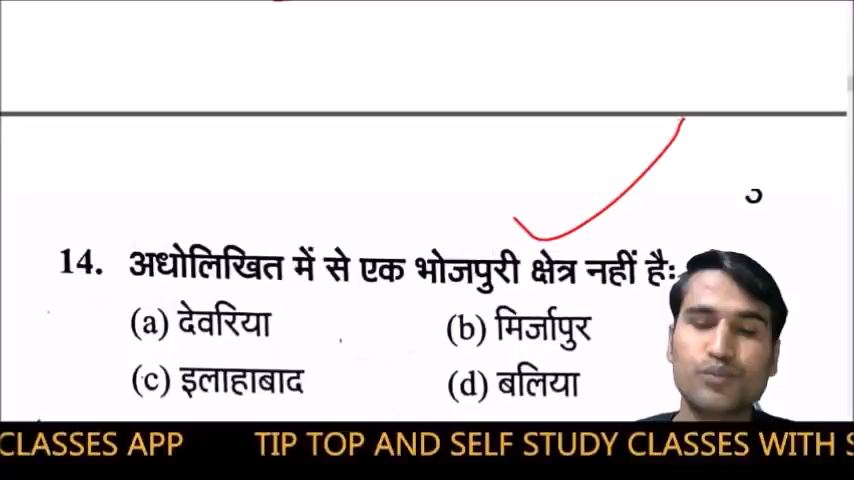 14. अधोलिखित में से एक भोजपुरी क्षेत्र नहीं है:
(a) देवरिया (b) मिर्जापुर
(c) इलाहाबाद (d) बलिया
CLASSES APP TIP TOP AND SELF STUDY CLASSES WITH S